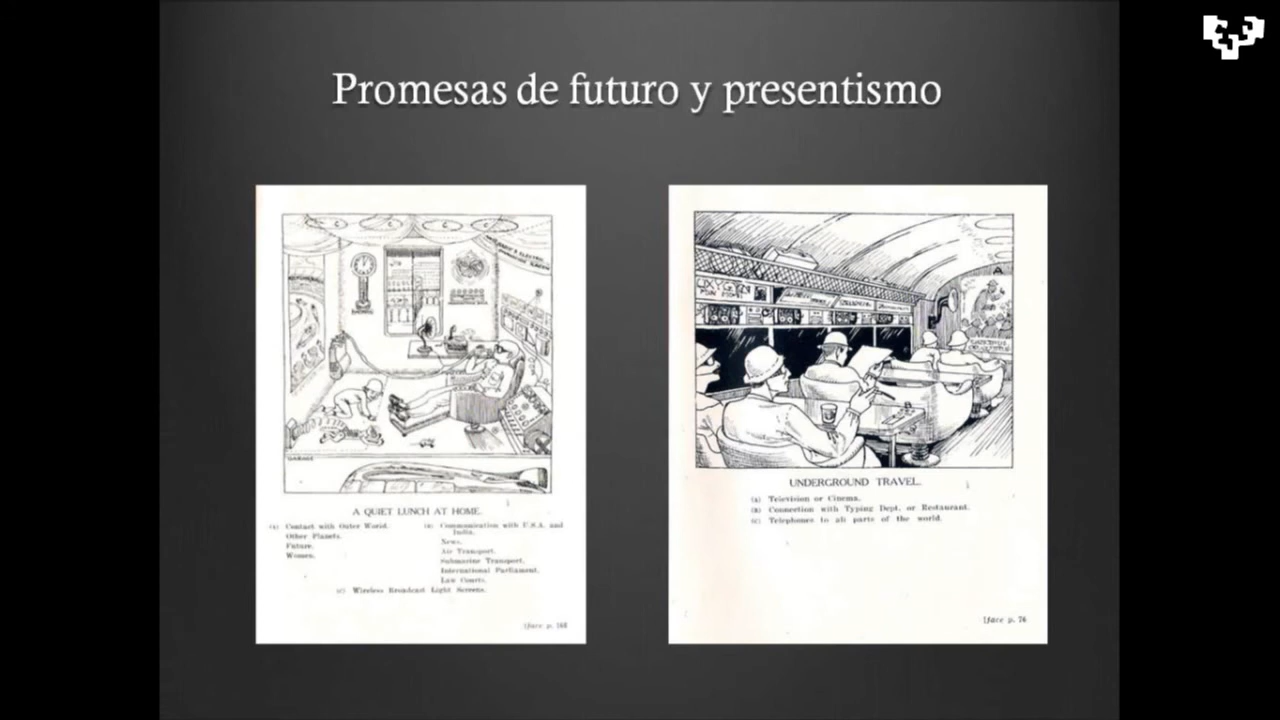 Promesas de futuro y presentismo
A QUIET LUNCH AT HOME.
(a) Contact with Outer World.
Other Planets.
Future.
Women.
(b) Communication with U.S.A. and
India.
News.
Air Transport.
Submarine Transport.
International Parliament.
Law Courts.
(c) Wireless Broadcast Light Screens.
[face p. 168
OXYGEN
A
UNDERGROUND TRAVEL.
(a) Television or Cinema.
(b) Connection with Typing Dept. or Restaurant.
(c) Telephones to all parts of the world.
[face p. 76